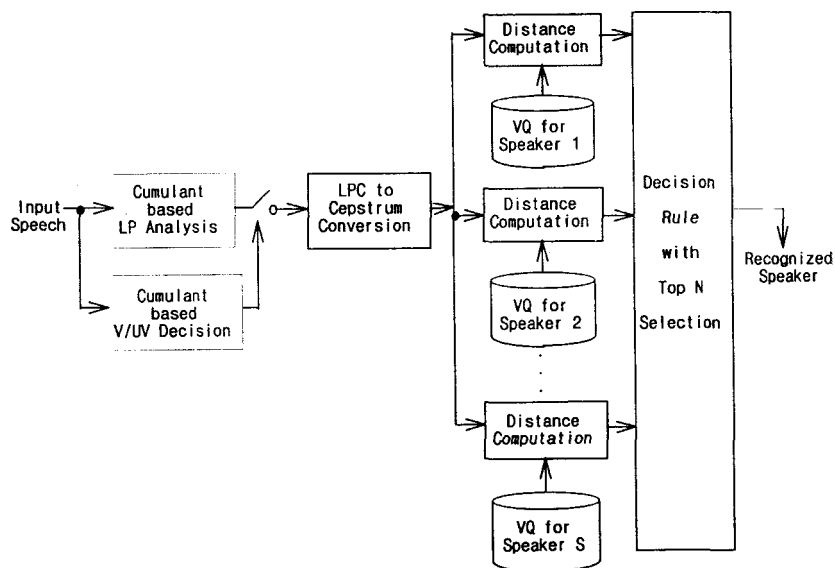 Input
Speech
Cumulant
based
LP Analysis
Cumulant
based
V/UV Decision
LPC to
Cepstrum
Conversion
Distance
Computation
VQ for
Speaker 1
Distance
Computation
VQ for
Speaker 2
Distance
Computation
VQ for
Speaker S
Decision
Rule
with
Top N
Selection
Recognized
Speaker